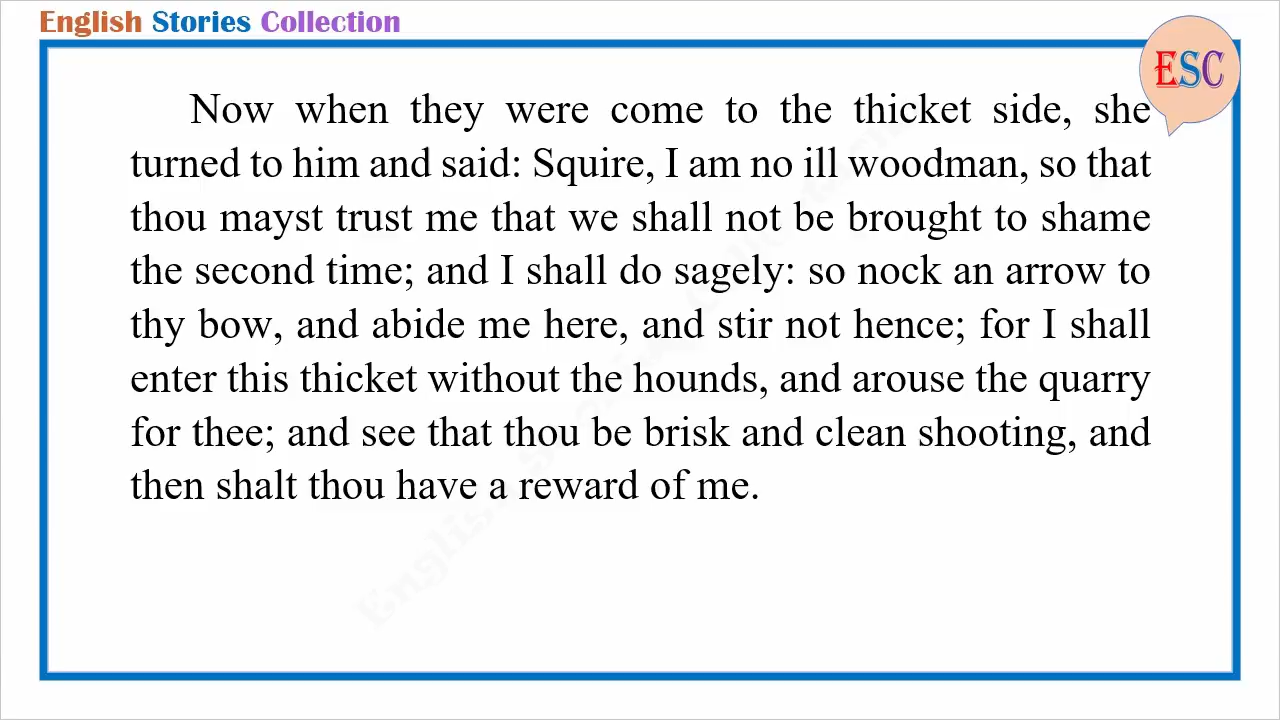 English Stories Collection
ESC
Now when they were come to the thicket side, she
turned to him and said: Squire, I am no ill woodman, so that
thou mayst trust me that we shall not be brought to shame
the second time; and I shall do sagely: so nock an arrow to
thy bow, and abide me here, and stir not hence; for I shall
enter this thicket without the hounds, and arouse the quarry
for thee; and see that thou be brisk and clean shooting, and
then shalt thou have a reward of me.